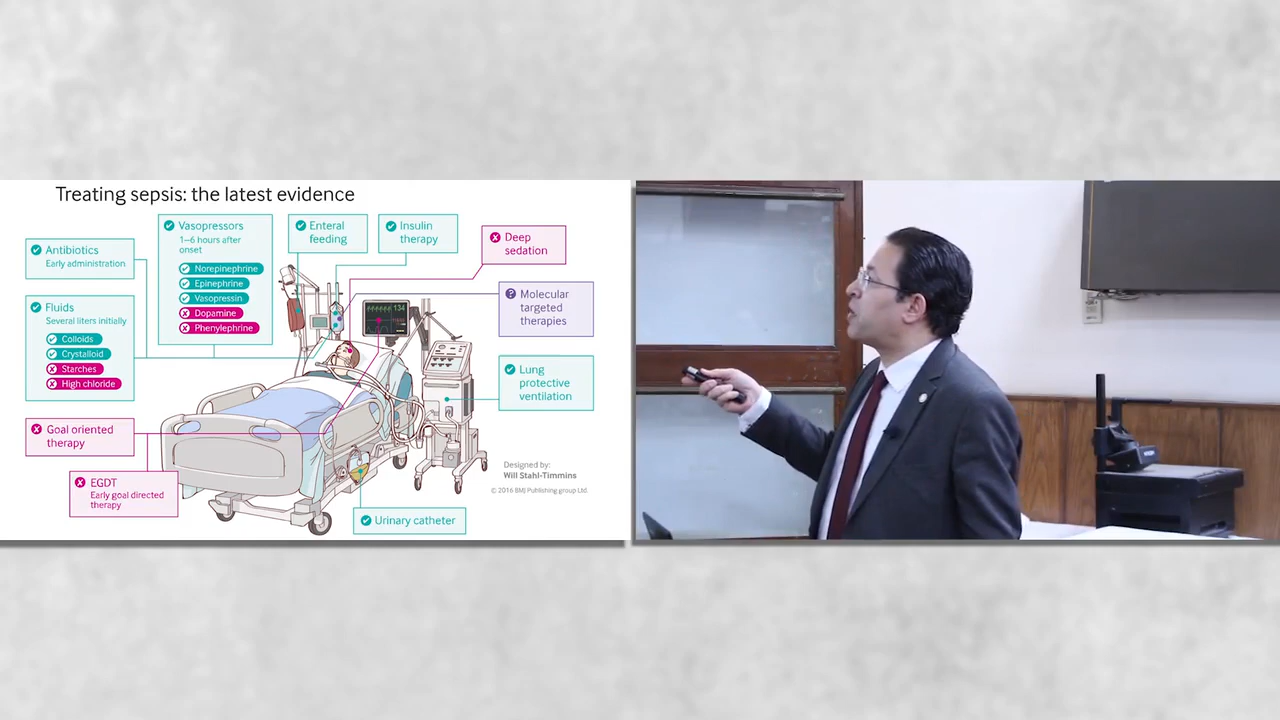 Treating sepsis: the latest evidence
Antibiotics
Early administration
Fluids
Several liters initially
Colloids
Crystalloid
Starches
High chloride
Goal oriented
therapy
EGDT
Early goal directed
therapy
Vasopressors
1–6 hours after
onset
Norepinephrine
Epinephrine
Vasopressin
Dopamine
Phenylephrine
Enteral
feeding
Insulin
therapy
Deep
sedation
Molecular
targeted
therapies
Lung
protective
ventilation
134
Urinary catheter
Designed by:
Will Stahl-Timmins
© 2016 BMJ Publishing group Ltd.